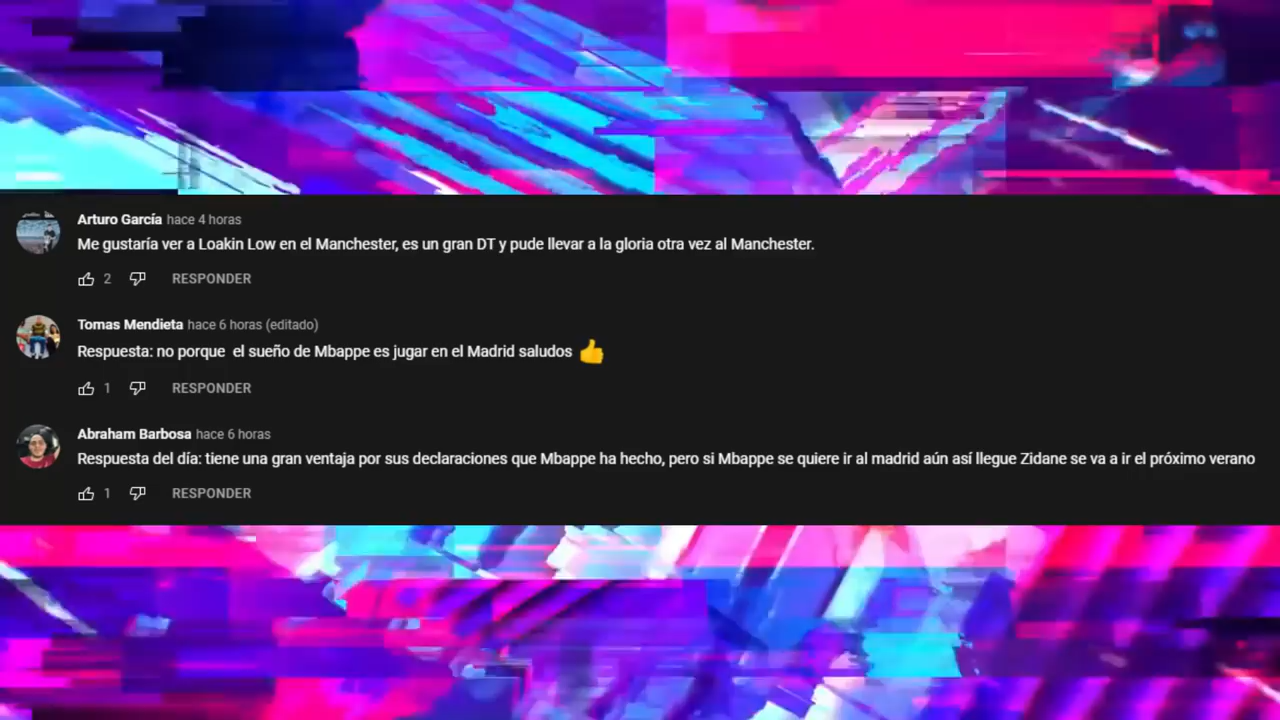 Arturo García hace 4 horas
Me gustaría ver a Loakin Low en el Manchester, es un gran DT y pude llevar a la gloria otra vez al Manchester.
2 RESPONDER
Tomas Mendieta hace 6 horas (editado)
Respuesta: no porque  el sueño de Mbappe es jugar en el Madrid saludos 👍
1 RESPONDER
Abraham Barbosa hace 6 horas
Respuesta del día: tiene una gran ventaja por sus declaraciones que Mbappe ha hecho, pero si Mbappe se quiere ir al madrid aún así llegue Zidane se va a ir el próximo verano
1 RESPONDER